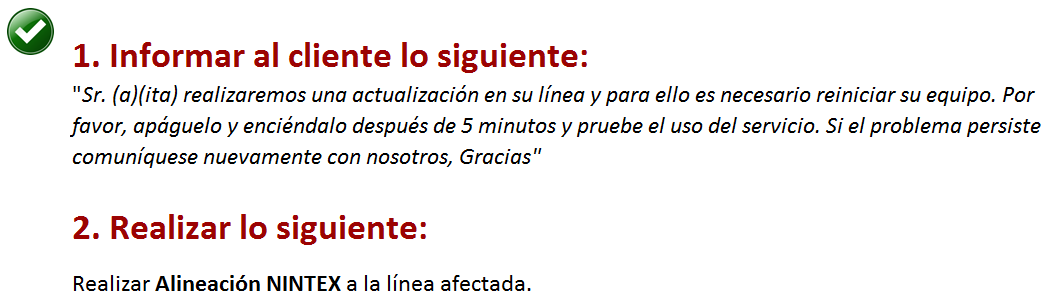 1. Informar al cliente lo siguiente:
"Sr. (a)(ita) realizaremos una actualización en su línea y para ello es necesario reiniciar su equipo. Por
favor, apáguelo y enciéndalo después de 5 minutos y pruebe el uso del servicio. Si el problema persiste
comuníquese nuevamente con nosotros, Gracias"
2. Realizar lo siguiente:
Realizar Alineación NINTEX a la línea afectada.